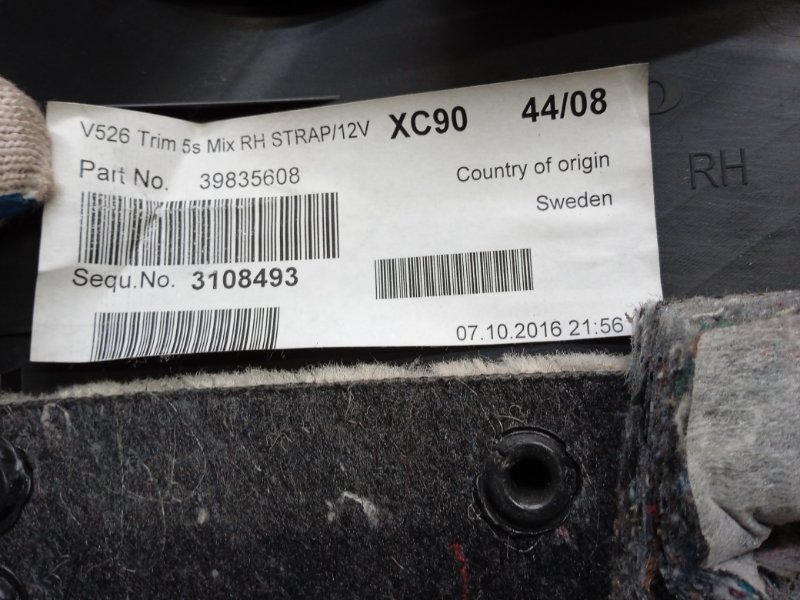 V526 Trim 5s Mix RH STRAP/12V XC90 44/08
Part No. 39835608
Country of origin
Sweden
Sequ.No. 3108493
07.10.2016 21:56
RH